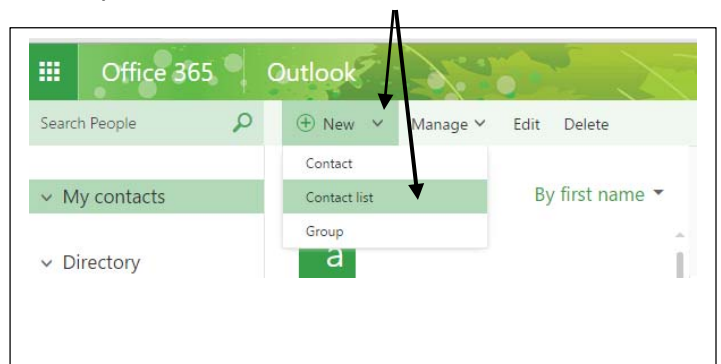 Office 365 Outlook
Search People New Manage Edit Delete
Contact
My contacts Contact list By first name
Group
Directory a